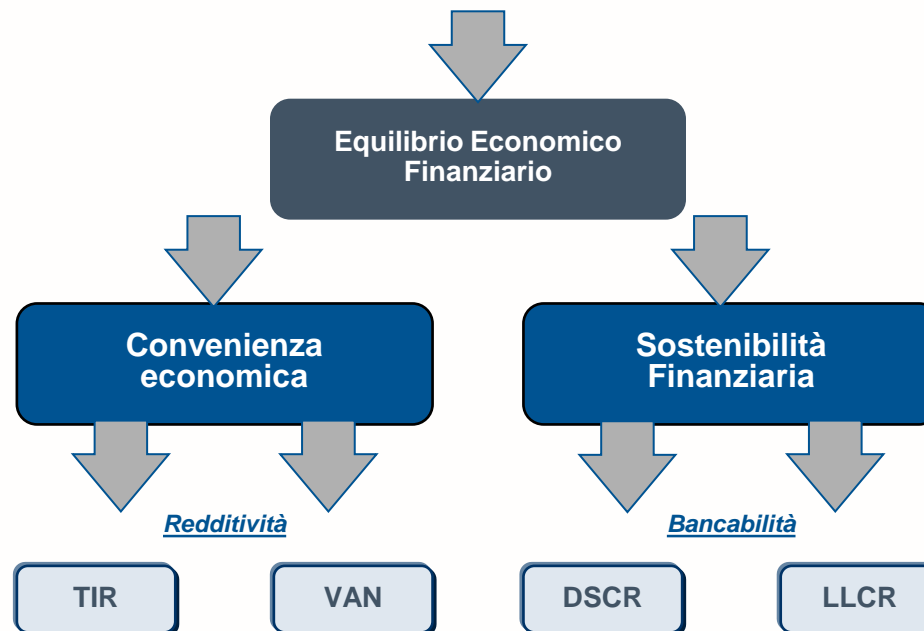 Equilibrio Economico
Finanziario
Convenienza
economica
Sostenibilità
Finanziaria
Redditività
Bancabilità
TIR
VAN
DSCR
LLCR